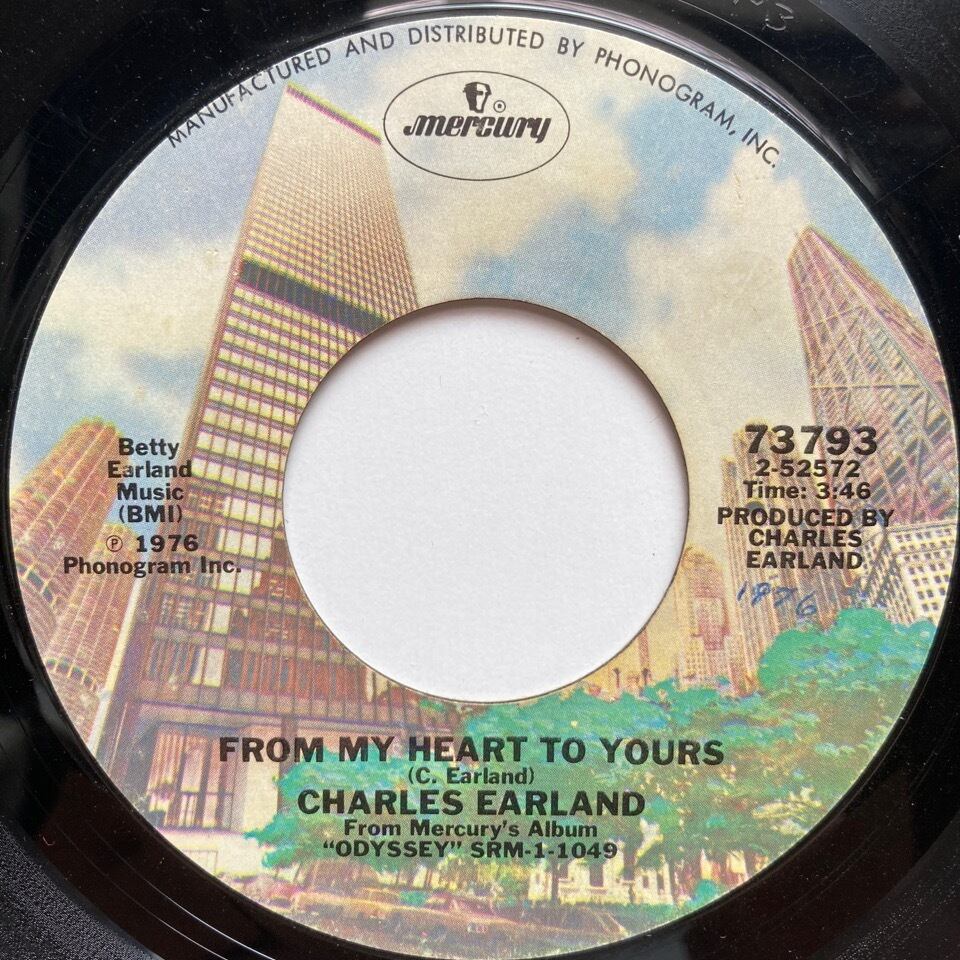 MANUFACTURED AND DISTRIBUTED BY PHONOGRAM, INC.
mercury ®
Betty
Earland
Music
(BMI)
℗ 1976
Phonogram Inc.
73793
2-52572
Time: 3:46
PRODUCED BY
CHARLES
EARLAND
1976
FROM MY HEART TO YOURS
(C. Earland)
CHARLES EARLAND
From Mercury's Album
"ODYSSEY" SRM-1-1049